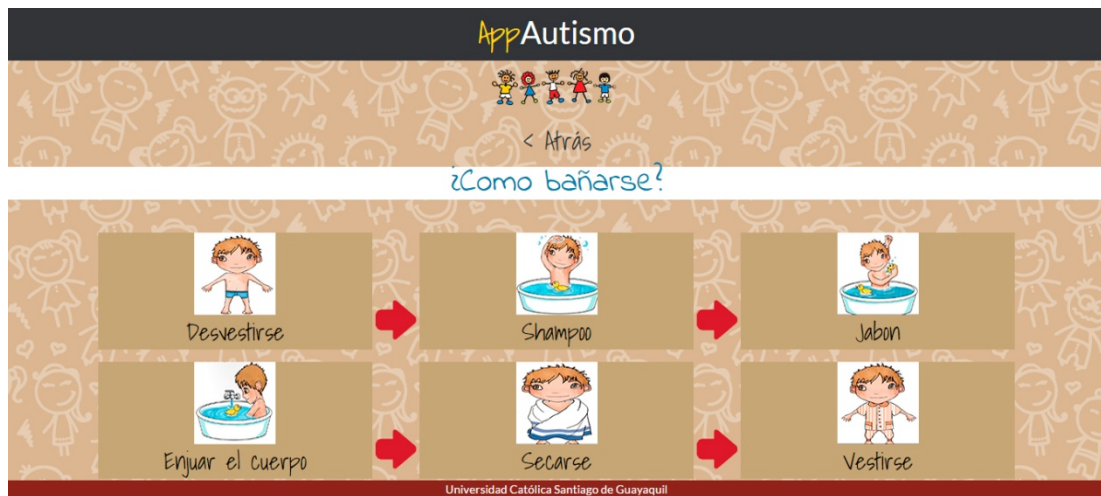 AppAutismo
< Atrás
¿Como bañarse?
Desvestirse
Shampoo
Jabon
Enjuar el cuerpo
Secarse
Vestirse
Universidad Católica Santiago de Guayaquil